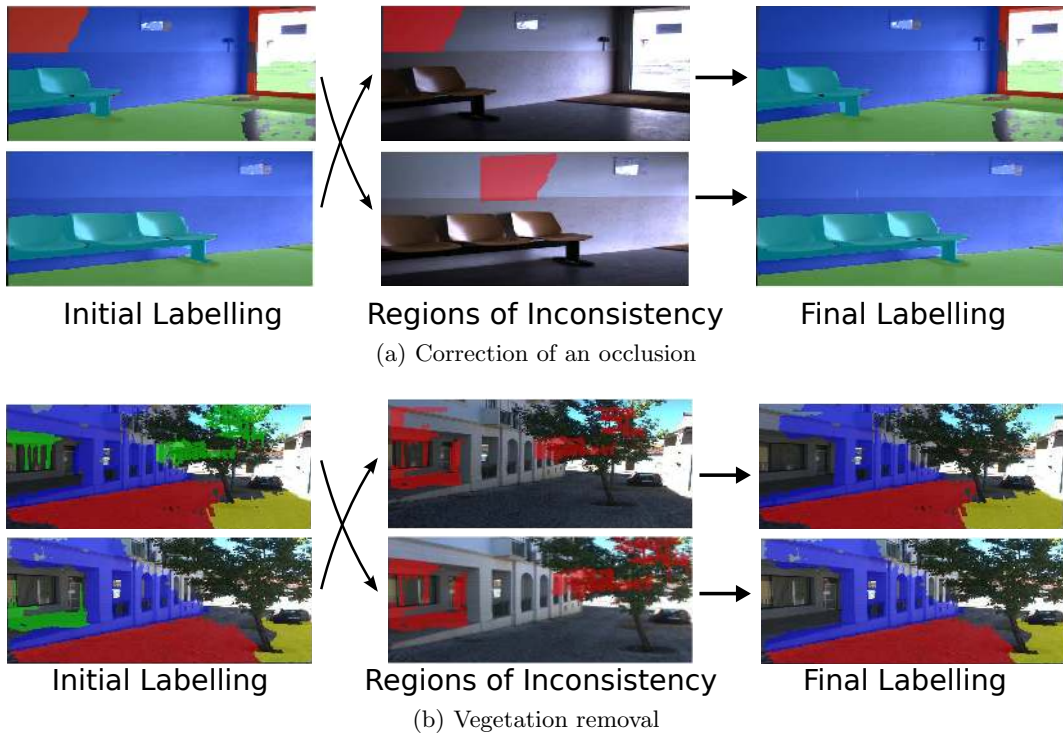 Initial Labelling
Regions of Inconsistency
Final Labelling
(a) Correction of an occlusion
Initial Labelling
Regions of Inconsistency
Final Labelling
(b) Vegetation removal